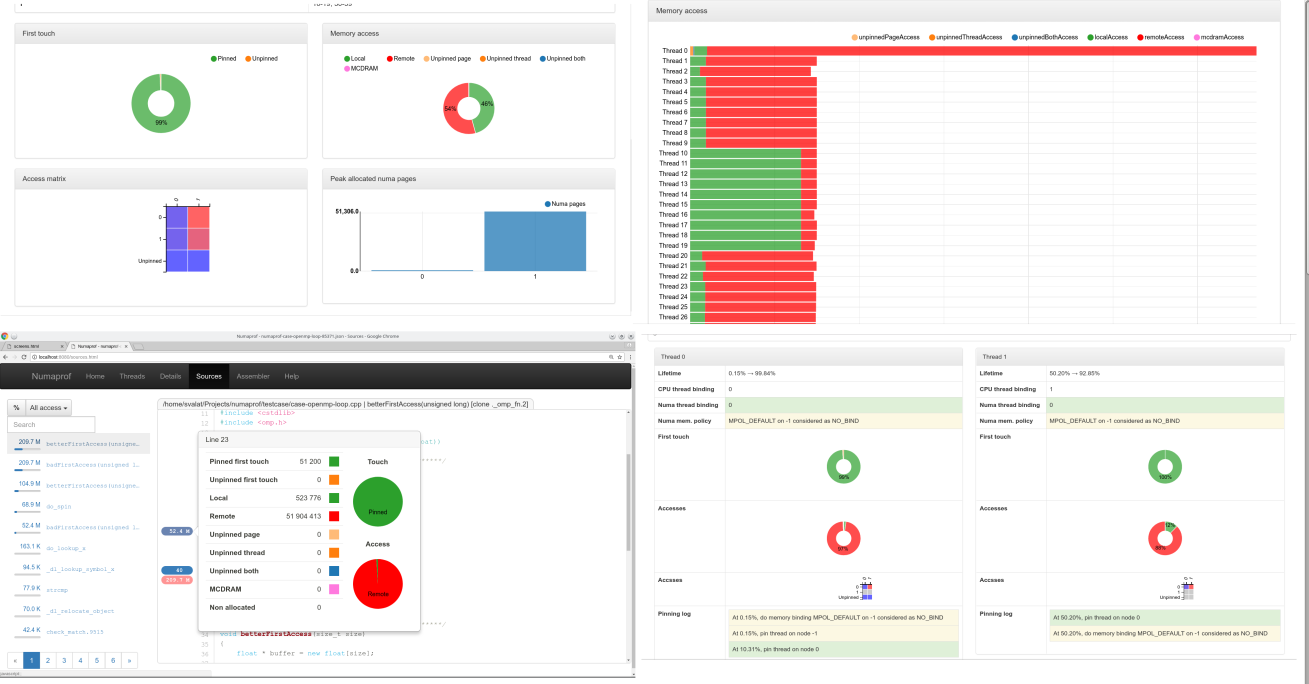 First touch
Pinned Unpinned
99%
Memory access
Local Remote Unpinned page Unpinned thread Unpinned both
MCDRAM
54% 46%
Access matrix
0 1
0
1
Unpinned
Peak allocated numa pages
Numa pages
51,306.0
0.0
0 1
Memory access
unpinnedPageAccess unpinnedThreadAccess unpinnedBothAccess localAccess remoteAccess mcdramAccess
Thread 0
Thread 1
Thread 2
Thread 3
Thread 4
Thread 5
Thread 6
Thread 7
Thread 8
Thread 9
Thread 10
Thread 11
Thread 12
Thread 13
Thread 14
Thread 15
Thread 16
Thread 17
Thread 18
Thread 19
Thread 20
Thread 21
Thread 22
Thread 23
Thread 24
Thread 25
Thread 26
Numaprof - numaprof-case-openmp-loop-85371.json - Sources - Google Chrome
access.html Numaprof - numaprof -
localhost:8080/sources.html
Numaprof Home Threads Details Sources Assembler Help
% All access
Search
209.7 M betterFirstAccess(unsigne…
209.7 M badFirstAccess(unsigned l…
104.9 M betterFirstAccess(unsigne…
68.9 M do_spin
52.4 M badFirstAccess(unsigned l…
163.1 K do_lookup_x
94.5 K _dl_lookup_symbol_x
77.9 K strcmp
70.0 K _dl_relocate_object
42.4 K check_match.9515
« 1 2 3 4 5 6 »
/home/svalat/Projects/numaprof/testcase/case-openmp-loop.cpp | betterFirstAccess(unsigned long) [clone ._omp_fn.2]
11 #include <cstdlib>
12 #include <omp.h>
52.4 M
209.7 M
Line 23
Pinned first touch 51 200
Unpinned first touch 0
Local 523 776
Remote 51 904 413
Unpinned page 0
Unpinned thread 0
Unpinned both 0
MCDRAM 0
Non allocated 0
Touch
Pinned
Access
Remote
void betterFirstAccess(size_t size)
35 {
36 float * buffer = new float[size];
Thread 0
Lifetime 0.15% → 99.84%
CPU thread binding 0
Numa thread binding 0
Numa mem. policy MPOL_DEFAULT on -1 considered as NO_BIND
First touch
99%
Accesses
97%
Accsses
0 1
0
1
Unpinned
Pinning log
At 0.15%, do memory binding MPOL_DEFAULT on -1 considered as NO_BIND
At 0.15%, pin thread on node -1
At 10.31%, pin thread on node 0
Thread 1
Lifetime 50.20% → 92.85%
CPU thread binding 1
Numa thread binding 0
Numa mem. policy MPOL_DEFAULT on -1 considered as NO_BIND
First touch
100%
Accesses
12%
88%
Accsses
0 1
0
1
Unpinned
Pinning log
At 50.20%, pin thread on node 0
At 50.20%, do memory binding MPOL_DEFAULT on -1 considered as NO_BIND